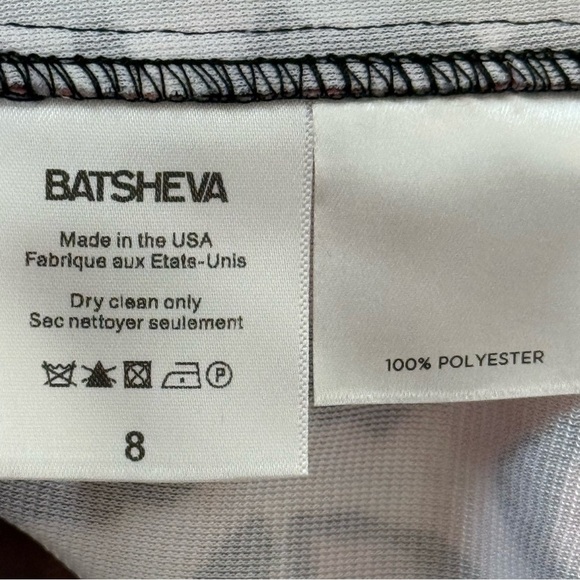 BATSHEVA
Made in the USA
Fabrique aux Etats-Unis
Dry clean only
Sec nettoyer seulement
P
8
100% POLYESTER